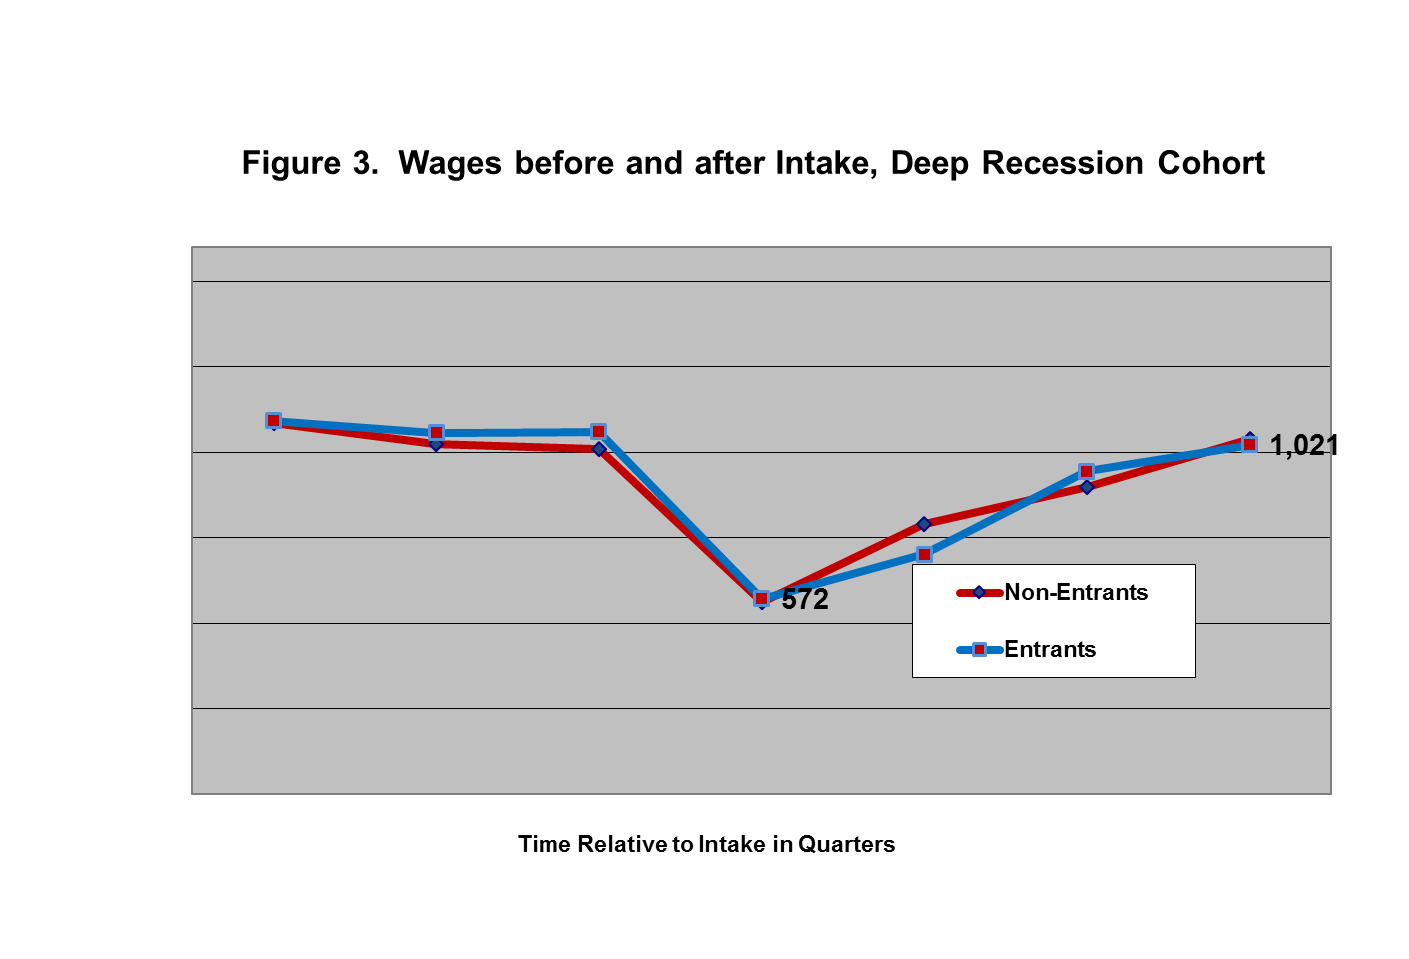 Figure 3. Wages before and after Intake, Deep Recession Cohort
1,021
572
Non-Entrants
Entrants
Time Relative to Intake in Quarters